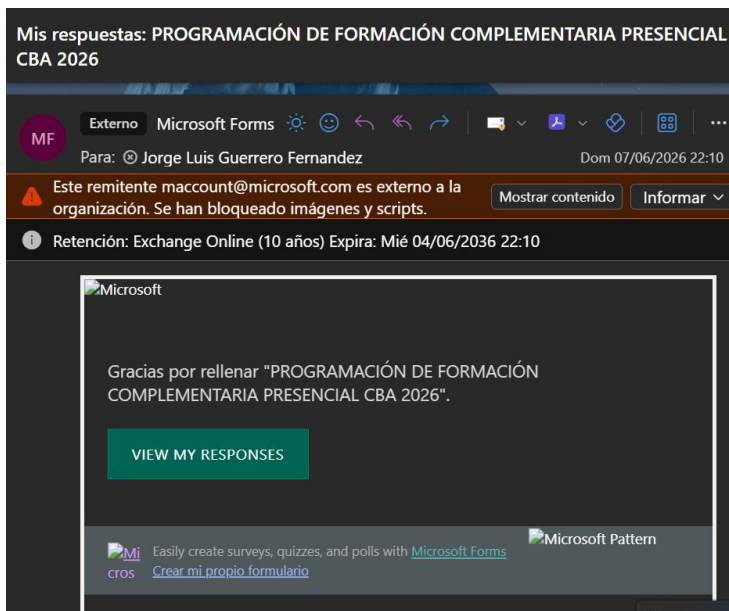 Mis respuestas: PROGRAMACIÓN DE FORMACIÓN COMPLEMENTARIA PRESENCIAL
CBA 2026
MF
Externo Microsoft Forms
Para: Jorge Luis Guerrero Fernandez Dom 07/06/2026 22:10
Este remitente maccount@microsoft.com es externo a la
organización. Se han bloqueado imágenes y scripts.
Mostrar contenido Informar
Retención: Exchange Online (10 años) Expira: Mié 04/06/2036 22:10
Microsoft
Gracias por rellenar "PROGRAMACIÓN DE FORMACIÓN
COMPLEMENTARIA PRESENCIAL CBA 2026".
VIEW MY RESPONSES
Microsoft Pattern
Mi
cros
Easily create surveys, quizzes, and polls with Microsoft Forms
Crear mi propio formulario